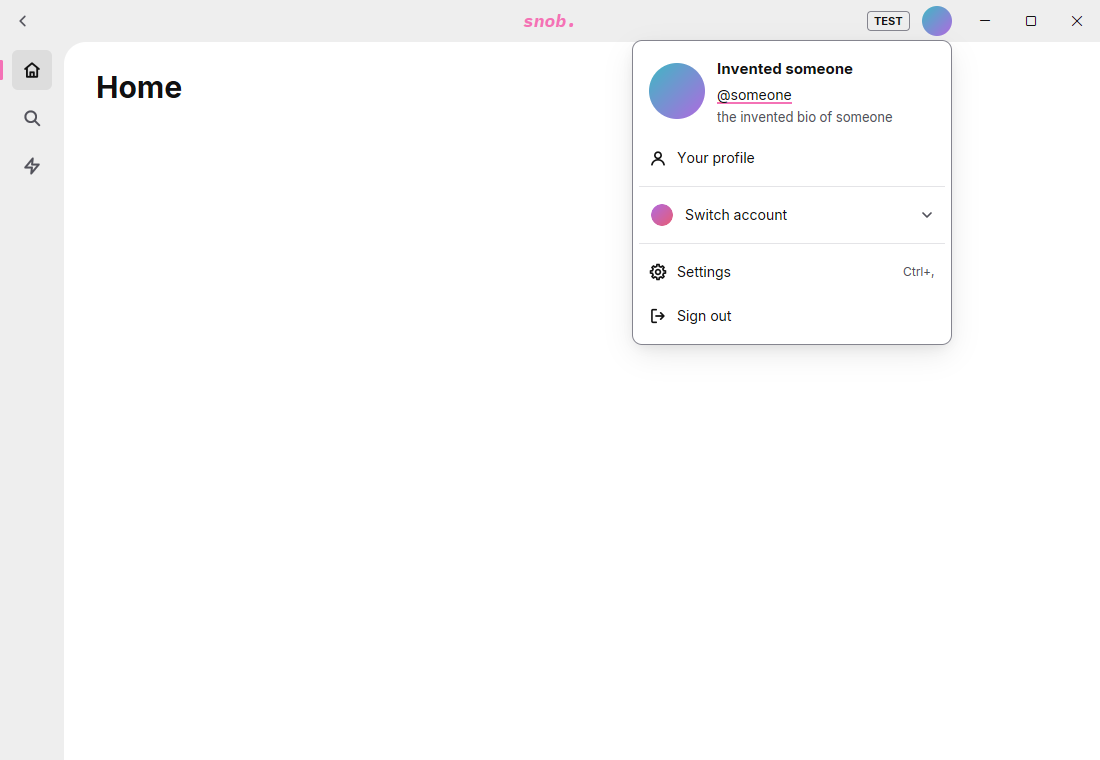 snob.
TEST
Home
Invented someone
@someone
the invented bio of someone
Your profile
Switch account
Settings
Ctrl+,
Sign out